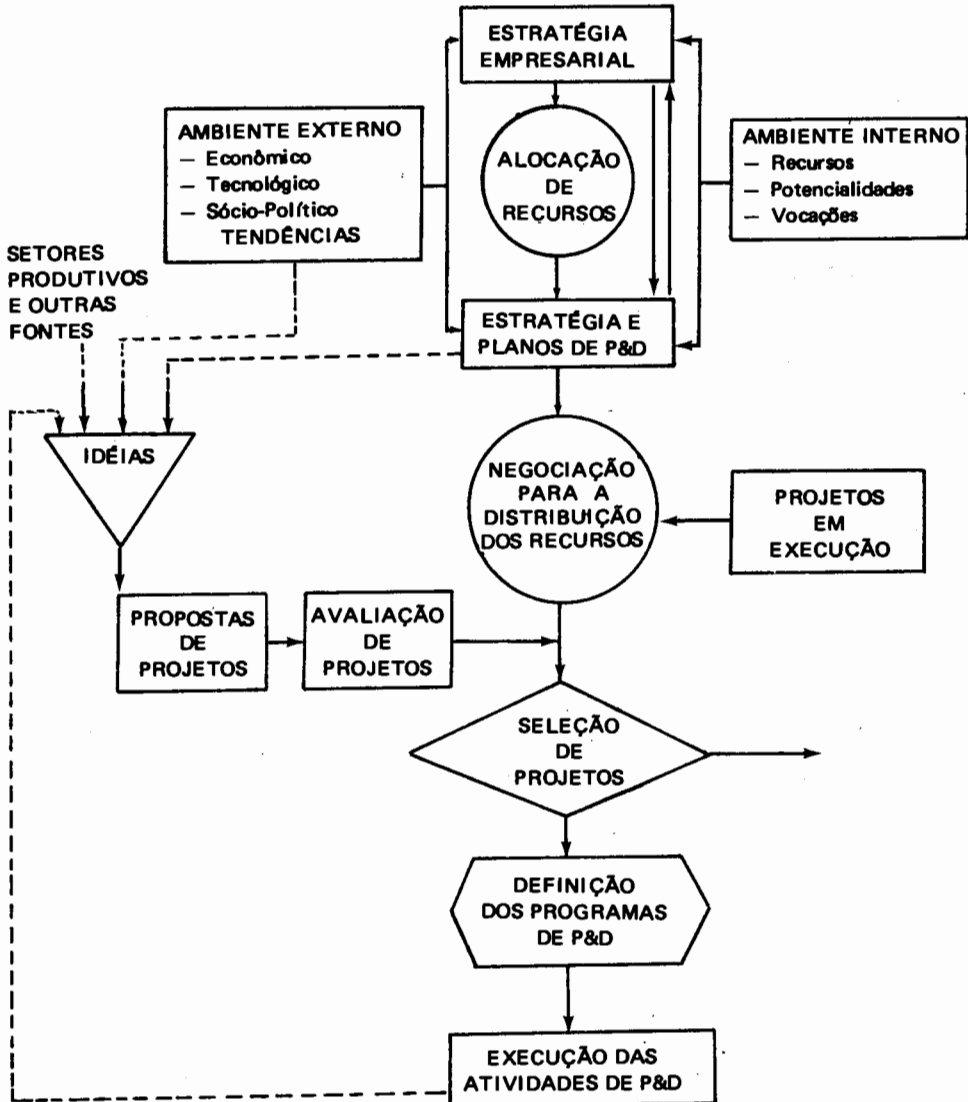 ESTRATÉGIA
EMPRESARIAL
AMBIENTE EXTERNO
— Econômico
— Tecnológico
— Sócio-Político
TENDÊNCIAS
ALOCAÇÃO
DE
RECURSOS
AMBIENTE INTERNO
— Recursos
— Potencialidades
— Vocações
SETORES
PRODUTIVOS
E OUTRAS
FONTES
ESTRATÉGIA E
PLANOS DE P&D
IDÉIAS
NEGOCIAÇÃO
PARA A
DISTRIBUIÇÃO
DOS RECURSOS
PROJETOS
EM
EXECUÇÃO
PROPOSTAS
DE
PROJETOS
AVALIAÇÃO
DE
PROJETOS
SELEÇÃO
DE
PROJETOS
DEFINIÇÃO
DOS PROGRAMAS
DE P&D
EXECUÇÃO DAS
ATIVIDADES DE P&D